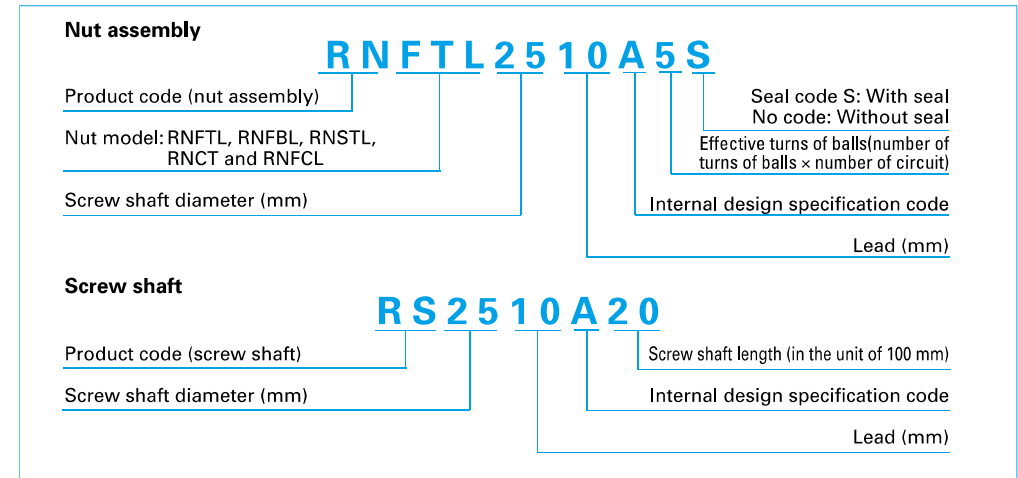 Nut assembly
RNFTL2510A5S
Product code (nut assembly)
Seal code S: With seal
No code: Without seal
Nut model: RNFTL, RNFBL, RNSTL,
RNCT and RNFCL
Effective turns of balls(number of
turns of balls × number of circuit)
Screw shaft diameter (mm)
Internal design specification code
Lead (mm)
Screw shaft
RS2510A20
Product code (screw shaft)
Screw shaft length (in the unit of 100 mm)
Screw shaft diameter (mm)
Internal design specification code
Lead (mm)